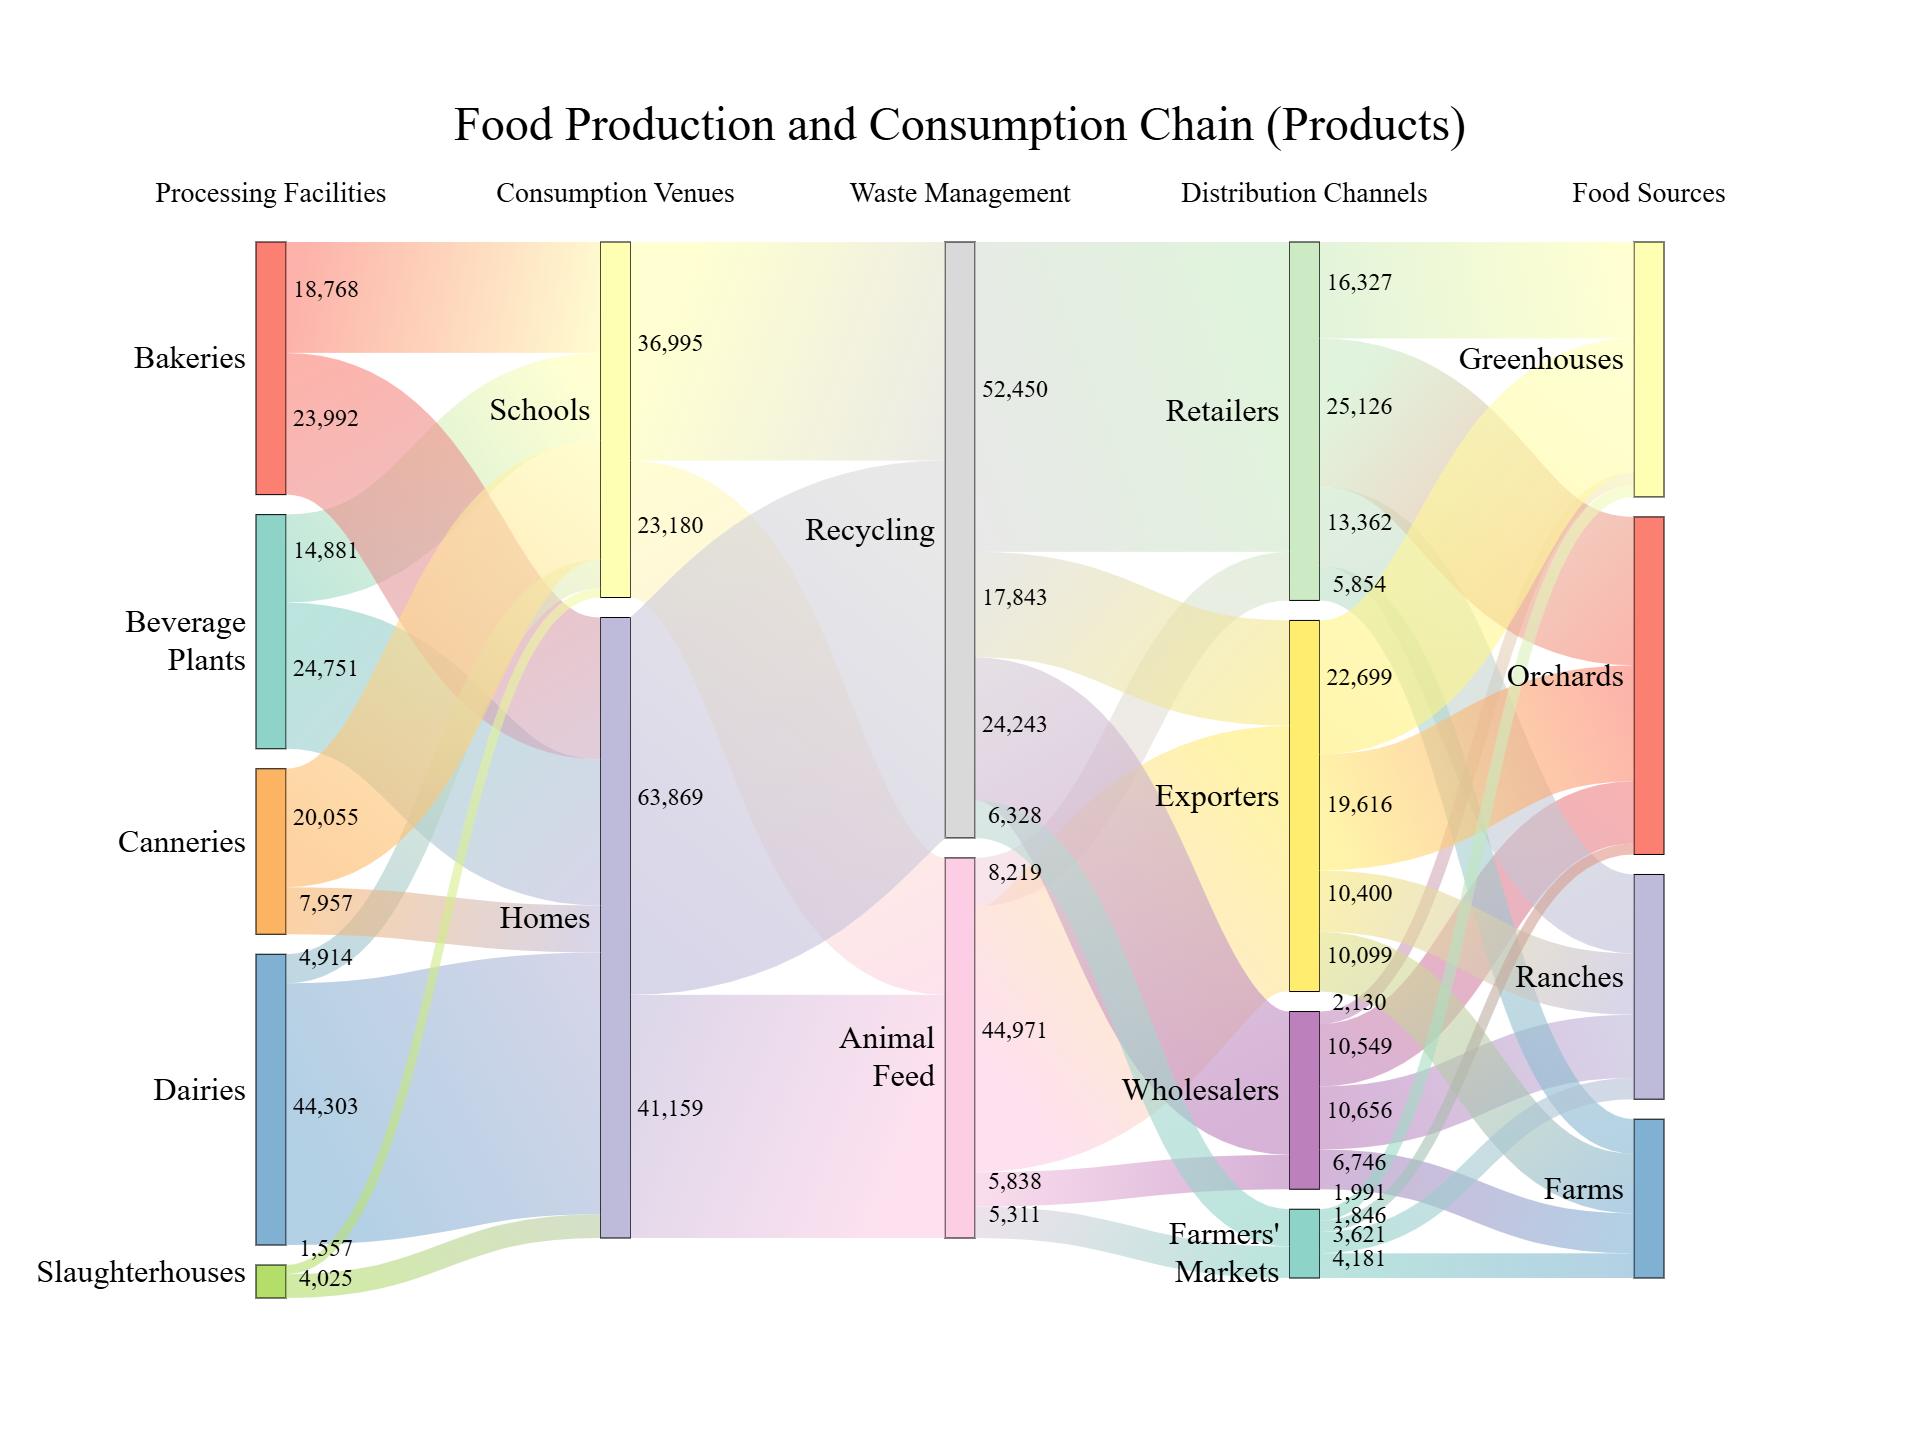 Food Production and Consumption Chain (Products)
Processing Facilities
Consumption Venues
Waste Management
Distribution Channels
Food Sources
Bakeries
18,768
23,992
Beverage
Plants
14,881
24,751
Canneries
20,055
7,957
Dairies
4,914
44,303
Slaughterhouses
1,557
4,025
Schools
36,995
23,180
Homes
63,869
41,159
Recycling
52,450
17,843
24,243
6,328
Animal
Feed
8,219
44,971
5,838
5,311
Retailers
16,327
25,126
13,362
5,854
Exporters
22,699
19,616
10,400
10,099
Wholesalers
2,130
10,549
10,656
6,746
Farmers'
Markets
1,991
1,846
3,621
4,181
Greenhouses
Orchards
Ranches
Farms